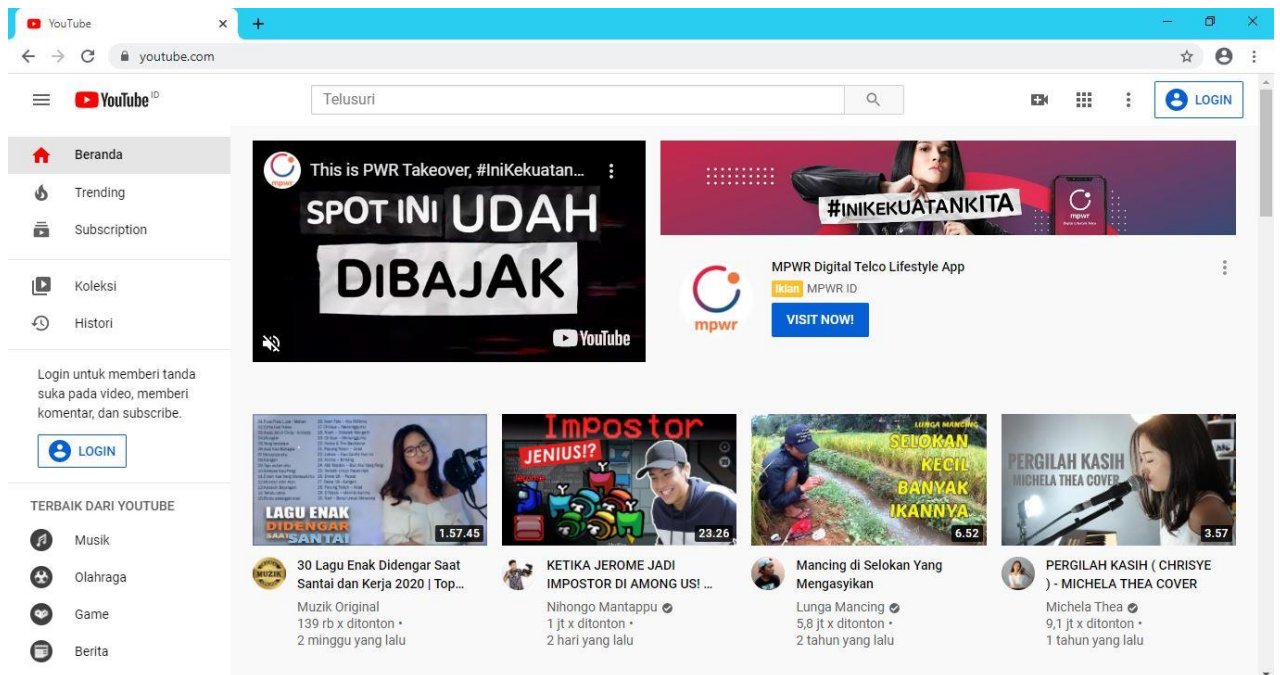 YouTube
youtube.com
YouTube ID
Telusuri
LOGIN
Beranda
Trending
Subscription
Koleksi
Histori
Login untuk memberi tanda
suka pada video, memberi
komentar, dan subscribe.
LOGIN
TERBAIK DARI YOUTUBE
Musik
Olahraga
Game
Berita
mpwr
This is PWR Takeover, #IniKekuatan...
SPOT INI UDAH
DIBAJAK
YouTube
#INIKEKUATANKITA
mpwr
mpwr
MPWR Digital Telco Lifestyle App
Iklan MPWR ID
VISIT NOW!
LAGU ENAK
DIDENGAR
SAAT SANTAI
1.57.45
MUZIK
30 Lagu Enak Didengar Saat
Santai dan Kerja 2020 | Top...
Muzik Original
139 rb x ditonton •
2 minggu yang lalu
Impostor
JENIUS!?
Jerome
23.26
KETIKA JEROME JADI
IMPOSTOR DI AMONG US! ...
Nihongo Mantappu
1 jt x ditonton •
2 hari yang lalu
LUNGA MANCING
SELOKAN
KECIL
BANYAK
IKANNYA
6.52
Mancing di Selokan Yang
Mengasyikan
Lunga Mancing
5,8 jt x ditonton •
2 tahun yang lalu
PERGILAH KASIH
MICHELA THEA COVER
3.57
PERGILAH KASIH ( CHRISYE
) - MICHELA THEA COVER
Michela Thea
9,1 jt x ditonton •
1 tahun yang lalu